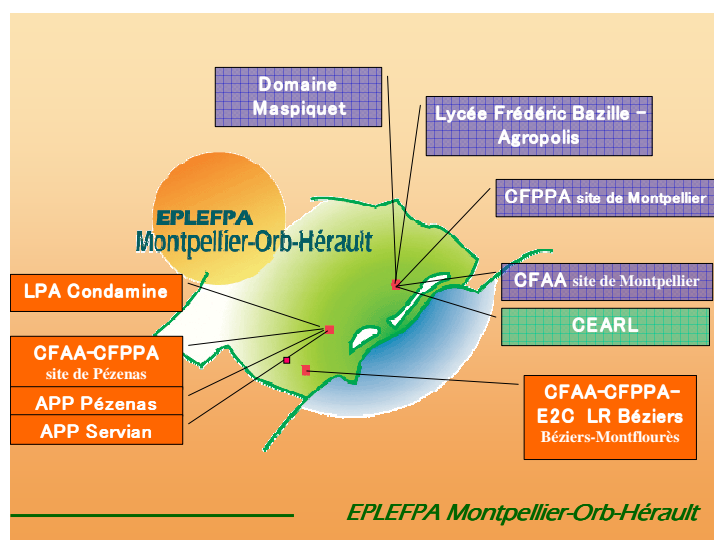 Domaine
Maspiquet
Lycée Frédéric Bazille –
Agropolis
CFPPA site de Montpellier
EPLEFPA
Montpellier-Orb-Hérault
LPA Condamine
CFAA site de Montpellier
CEARL
CFAA-CFPPA
site de Pézenas
APP Pézenas
APP Servian
CFAA-CFPPA-
E2C LR Béziers
Béziers-Montflourès
EPLEFPA Montpellier-Orb-Hérault